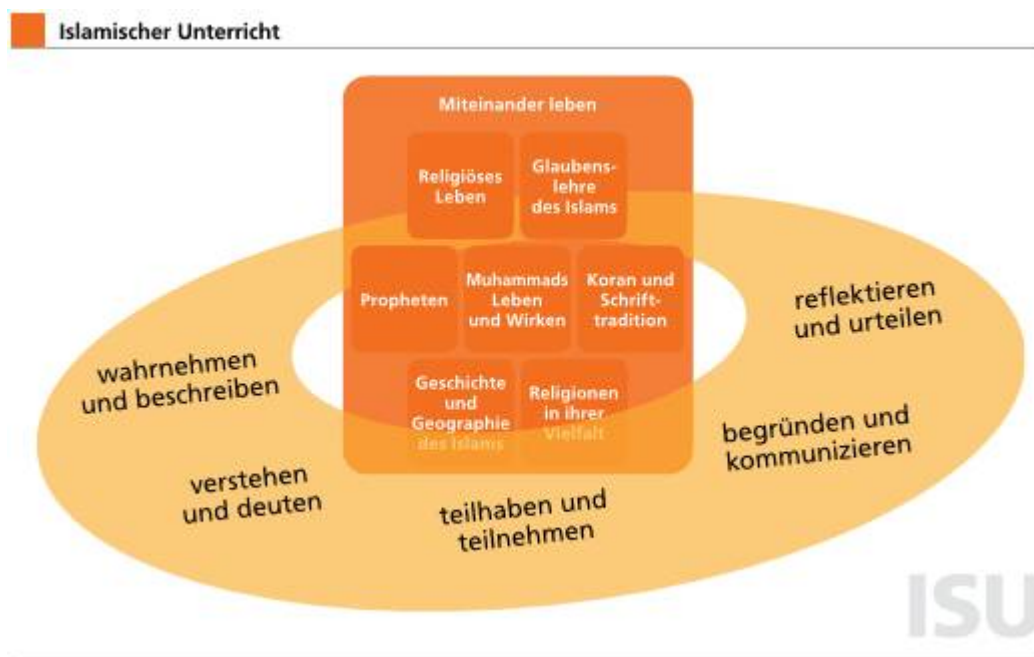 Islamischer Unterricht
Miteinander leben
Religiöses
Leben
Glaubens-
lehre
des Islams
Propheten
Muhammads
Leben
und Wirken
Koran und
Schrift-
tradition
Geschichte
und
Geographie
des Islams
Religionen
in ihrer
Vielfalt
wahrnehmen
und beschreiben
verstehen
und deuten
teilhaben und
teilnehmen
begründen und
kommunizieren
reflektieren
und urteilen
ISU